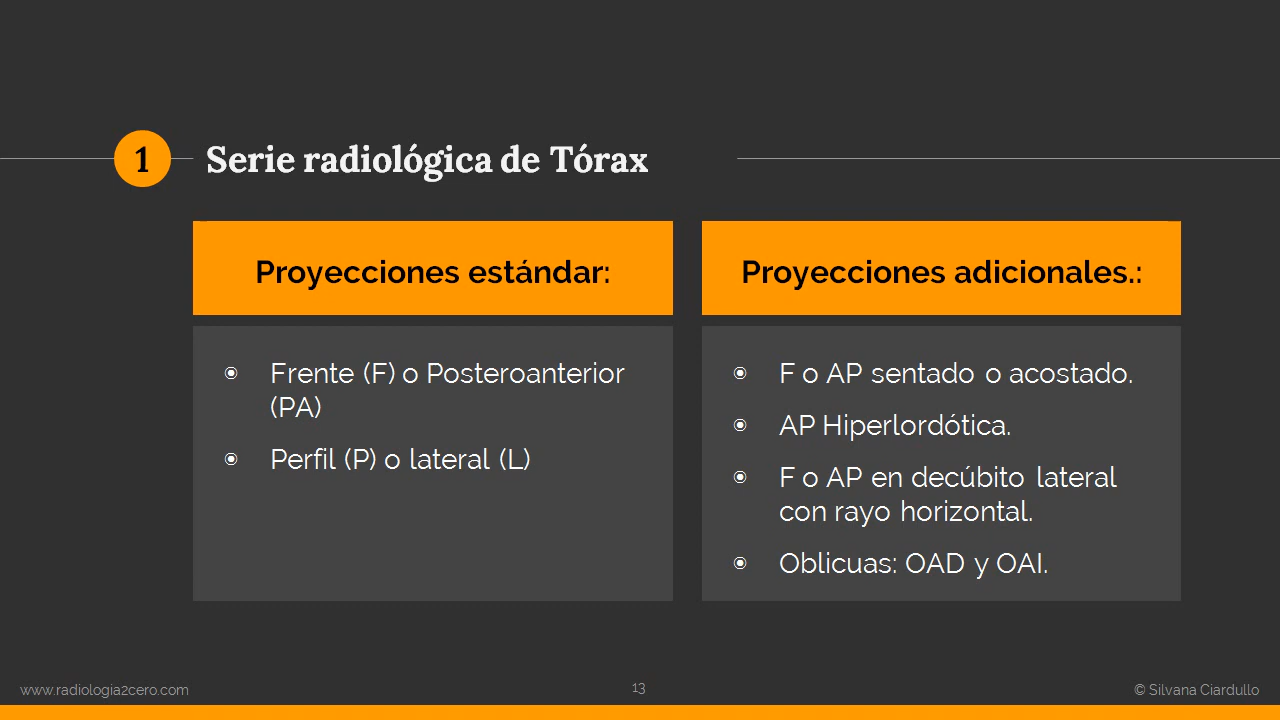 1 Serie radiológica de Tórax
Proyecciones estándar:
Frente (F) o Posteroanterior
(PA)
Perfil (P) o lateral (L)
Proyecciones adicionales.:
F o AP sentado o acostado.
AP Hiperlordótica.
F o AP en decúbito lateral
con rayo horizontal.
Oblicuas: OAD y OAI.
www.radiologia2cero.com
13
© Silvana Ciardullo